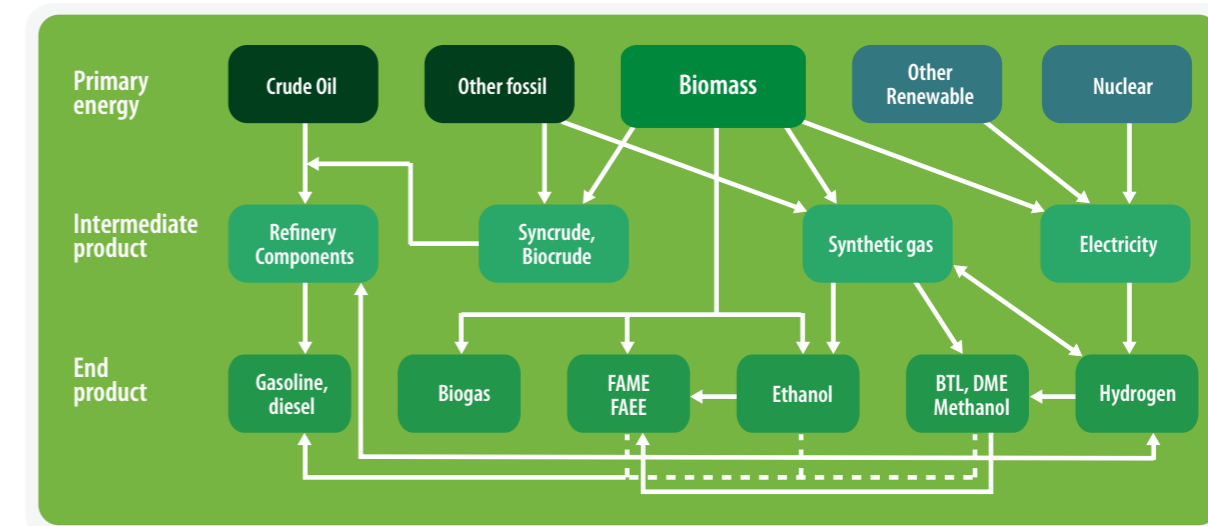 Primary
energy
Crude Oil
Other fossil
Biomass
Other
Renewable
Nuclear
Intermediate
product
Refinery
Components
Syncrude,
Biocrude
Synthetic gas
Electricity
End
product
Gasoline,
diesel
Biogas
FAME
FAEE
Ethanol
BTL, DME
Methanol
Hydrogen